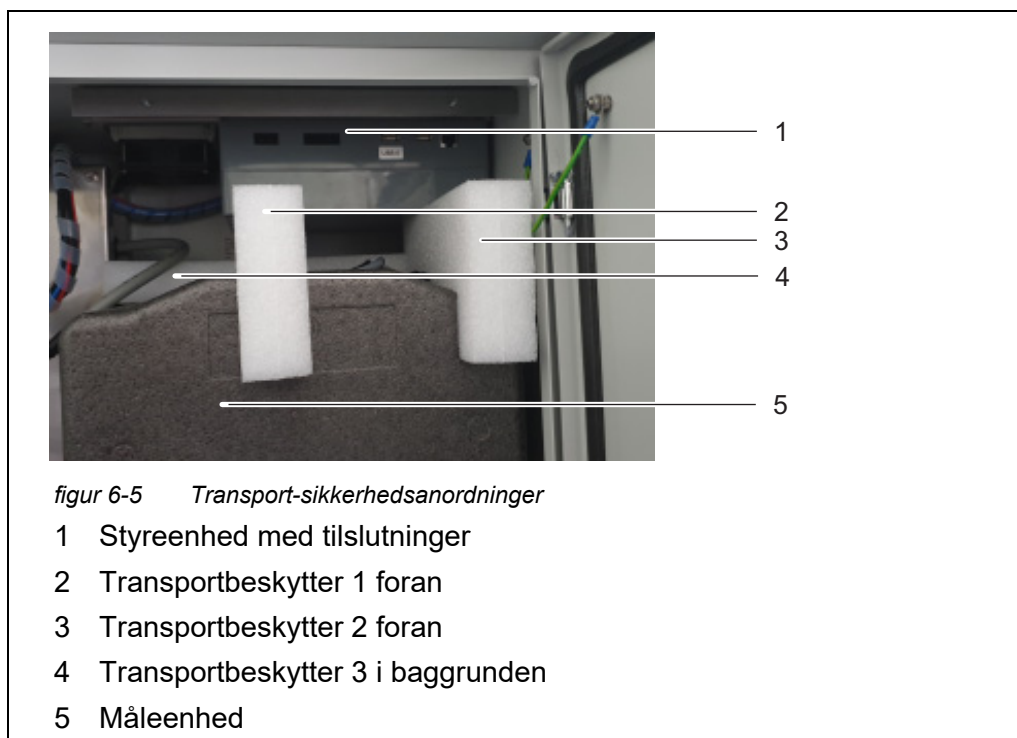 1
2
3
4
5
figur 6-5 Transport-sikkerhedsanordninger
1 Styreenhed med tilslutninger
2 Transportbeskytter 1 foran
3 Transportbeskytter 2 foran
4 Transportbeskytter 3 i baggrunden
5 Måleenhed